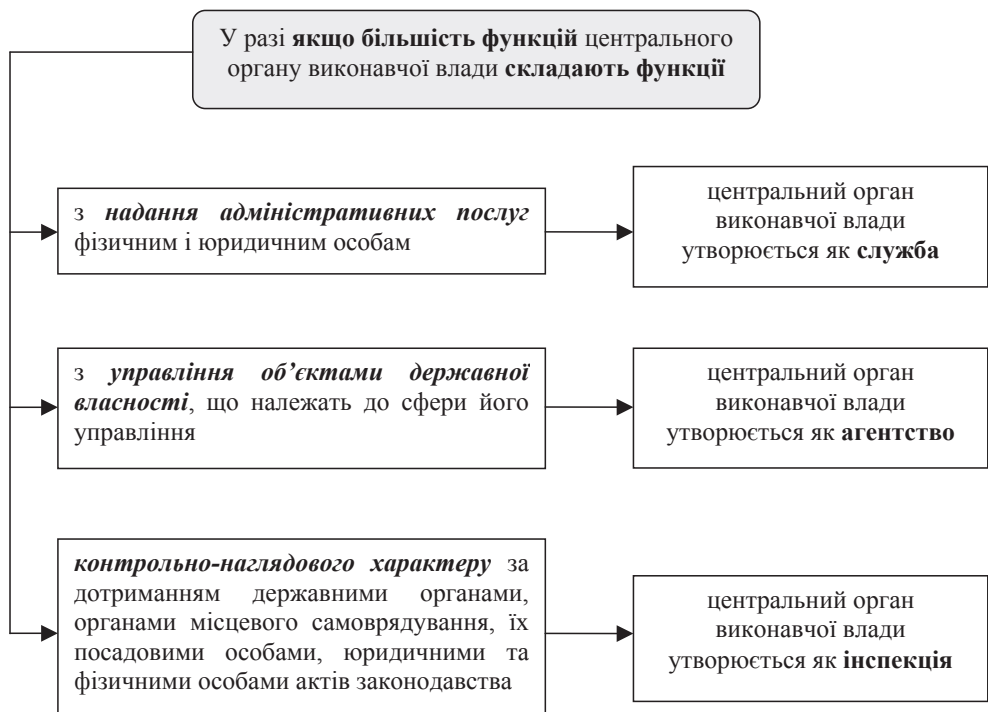 У разі якщо більшість функцій центрального
органу виконавчої влади складають функції
з надання адміністративних послуг
фізичним і юридичним особам
центральний орган
виконавчої влади
утворюється як служба
з управління об’єктами державної
власності, що належать до сфери його
управління
центральний орган
виконавчої влади
утворюється як агентство
контрольно-наглядового характеру за
дотриманням державними органами,
органами місцевого самоврядування, їх
посадовими особами, юридичними та
фізичними особами актів законодавства
центральний орган
виконавчої влади
утворюється як інспекція